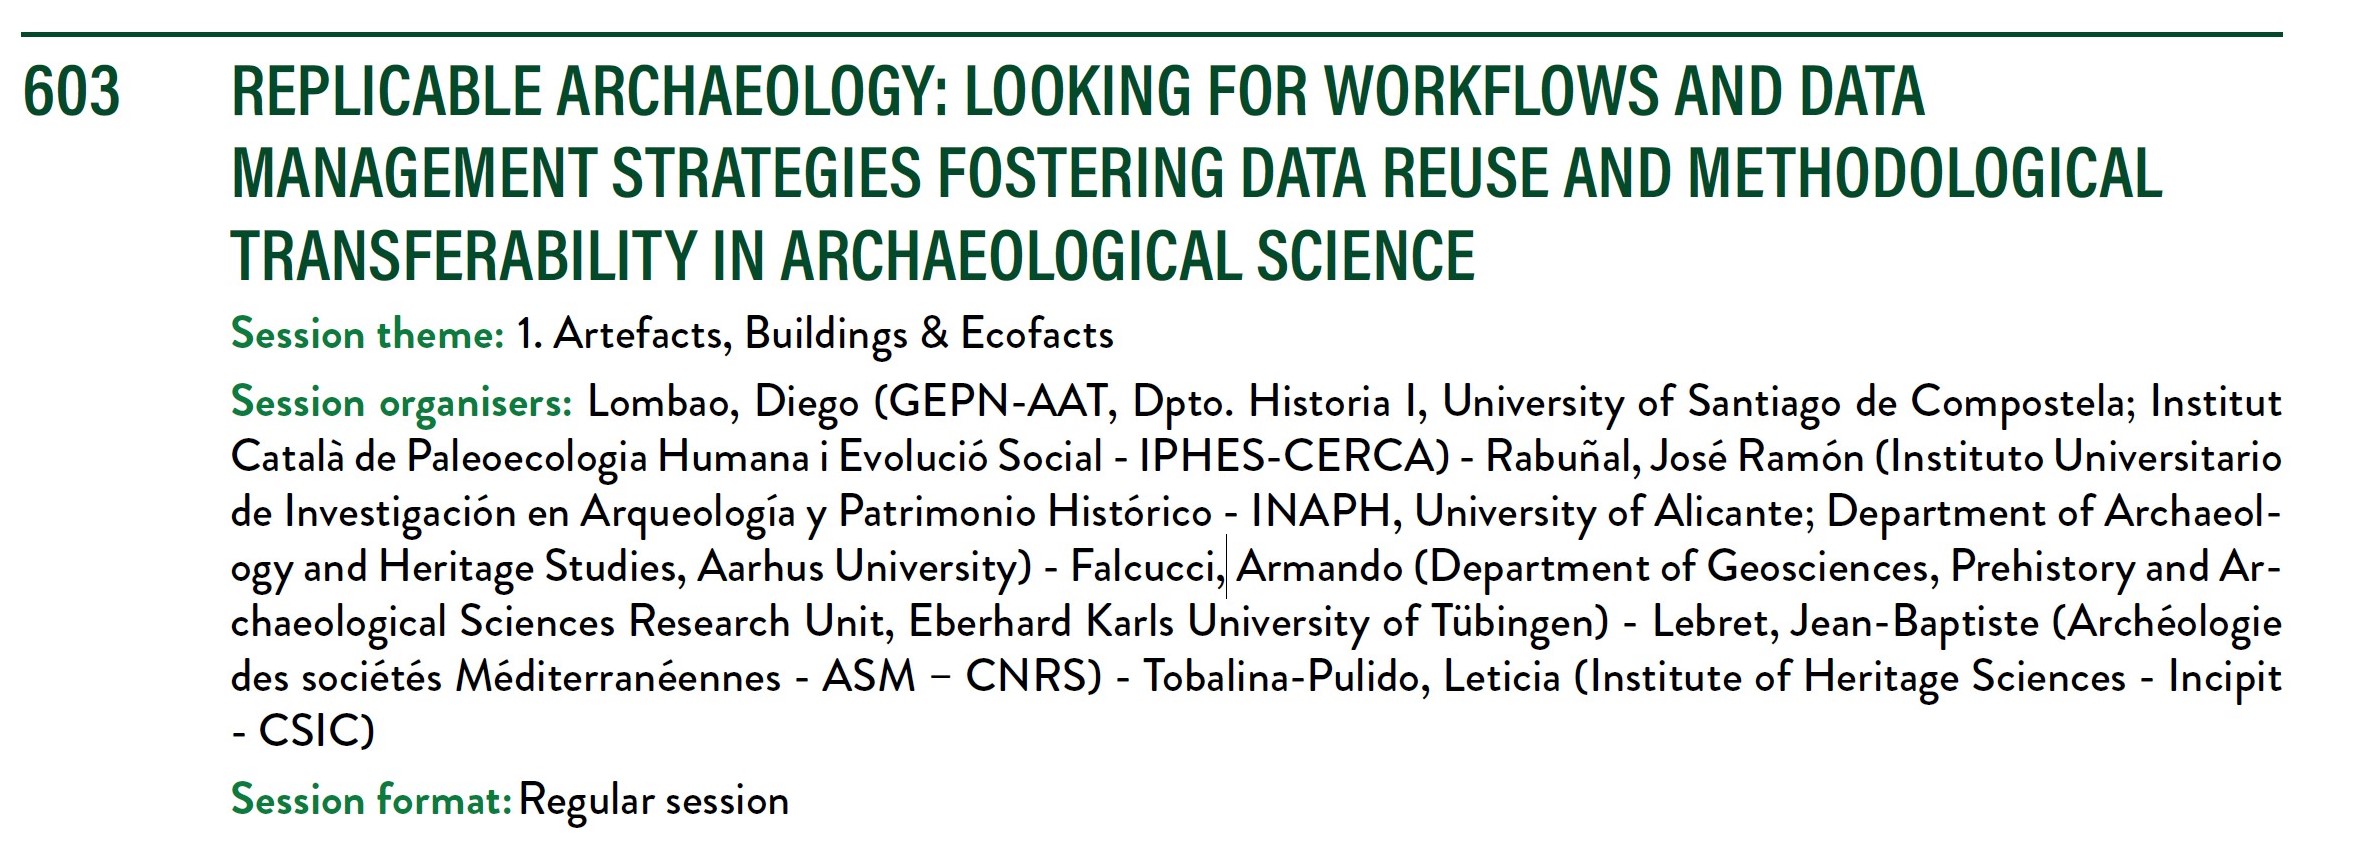 603 REPLICABLE ARCHAEOLOGY: LOOKING FOR WORKFLOWS AND DATA
MANAGEMENT STRATEGIES FOSTERING DATA REUSE AND METHODOLOGICAL
TRANSFERABILITY IN ARCHAEOLOGICAL SCIENCE
Session theme: 1. Artefacts, Buildings & Ecofacts
Session organisers: Lombao, Diego (GEPN-AAT, Dpto. Historia I, University of Santiago de Compostela; Institut
Català de Paleoecologia Humana i Evolució Social - IPHES-CERCA) - Rabuñal, José Ramón (Instituto Universitario
de Investigación en Arqueología y Patrimonio Histórico - INAPH, University of Alicante; Department of Archaeol-
ogy and Heritage Studies, Aarhus University) - Falcucci, Armando (Department of Geosciences, Prehistory and Ar-
chaeological Sciences Research Unit, Eberhard Karls University of Tübingen) - Lebret, Jean-Baptiste (Archéologie
des sociétés Méditerranéennes - ASM – CNRS) - Tobalina-Pulido, Leticia (Institute of Heritage Sciences - Incipit
- CSIC)
Session format: Regular session